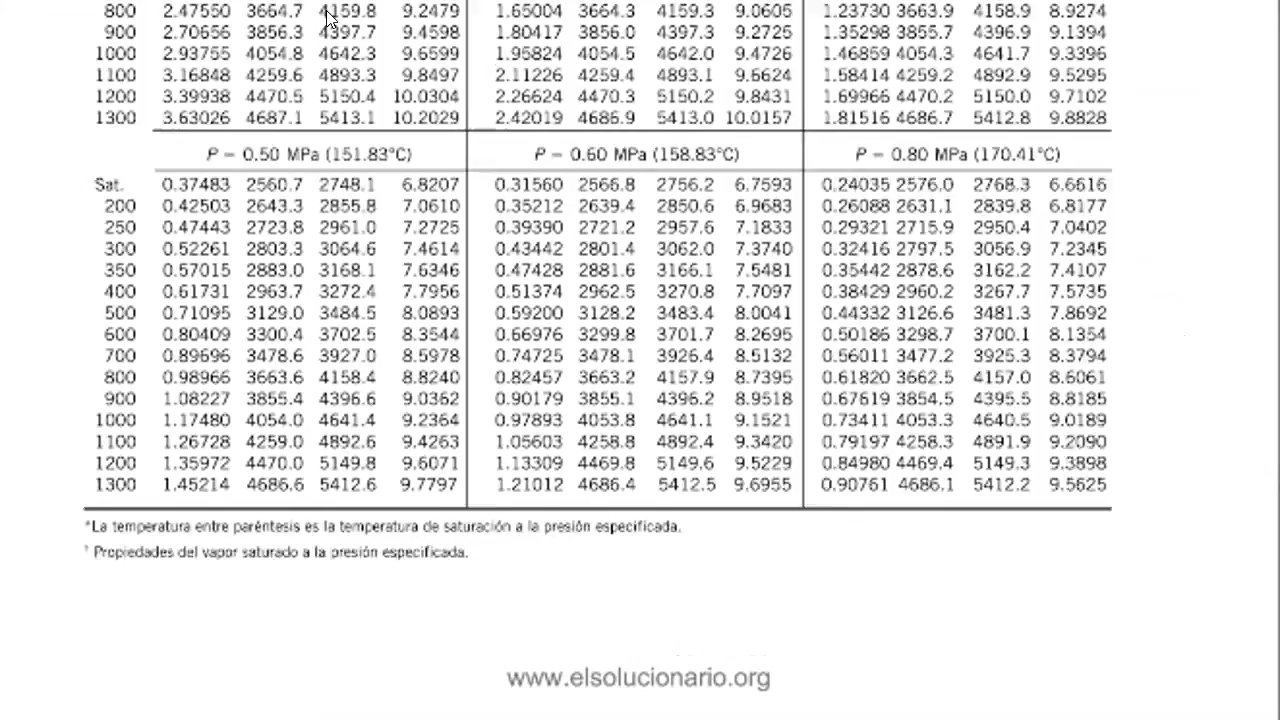 800 2.47550 3664.7 4159.8 9.2479 1.65004 3664.3 4159.3 9.0605 1.23730 3663.9 4158.9 8.9274
900 2.70656 3856.3 4397.7 9.4598 1.80417 3856.0 4397.3 9.2725 1.35298 3855.7 4396.9 9.1394
1000 2.93755 4054.8 4642.3 9.6599 1.95824 4054.5 4642.0 9.4726 1.46859 4054.3 4641.7 9.3396
1100 3.16848 4259.6 4893.3 9.8497 2.11226 4259.4 4893.1 9.6624 1.58414 4259.2 4892.9 9.5295
1200 3.39938 4470.5 5150.4 10.0304 2.26624 4470.3 5150.2 9.8431 1.69966 4470.2 5150.0 9.7102
1300 3.63026 4687.1 5413.1 10.2029 2.42019 4686.9 5413.0 10.0157 1.81516 4686.7 5412.8 9.8828
P = 0.50 MPa (151.83°C) P = 0.60 MPa (158.83°C) P = 0.80 MPa (170.41°C)
Sat. 0.37483 2560.7 2748.1 6.8207 0.31560 2566.8 2756.2 6.7593 0.24035 2576.0 2768.3 6.6616
200 0.42503 2643.3 2855.8 7.0610 0.35212 2639.4 2850.6 6.9683 0.26088 2631.1 2839.8 6.8177
250 0.47443 2723.8 2961.0 7.2725 0.39390 2721.2 2957.6 7.1833 0.29321 2715.9 2950.4 7.0402
300 0.52261 2803.3 3064.6 7.4614 0.43442 2801.4 3062.0 7.3740 0.32416 2797.5 3056.9 7.2345
350 0.57015 2883.0 3168.1 7.6346 0.47428 2881.6 3166.1 7.5481 0.35442 2878.6 3162.2 7.4107
400 0.61731 2963.7 3272.4 7.7956 0.51374 2962.5 3270.8 7.7097 0.38429 2960.2 3267.7 7.5735
500 0.71095 3129.0 3484.5 8.0893 0.59200 3128.2 3483.4 8.0041 0.44332 3126.6 3481.3 7.8692
600 0.80409 3300.4 3702.5 8.3544 0.66976 3299.8 3701.7 8.2695 0.50186 3298.7 3700.1 8.1354
700 0.89696 3478.6 3927.0 8.5978 0.74725 3478.1 3926.4 8.5132 0.56011 3477.2 3925.3 8.3794
800 0.98966 3663.6 4158.4 8.8240 0.82457 3663.2 4157.9 8.7395 0.61820 3662.5 4157.0 8.6061
900 1.08227 3855.4 4396.6 9.0362 0.90179 3855.1 4396.2 8.9518 0.67619 3854.5 4395.5 8.8185
1000 1.17480 4054.0 4641.4 9.2364 0.97893 4053.8 4641.1 9.1521 0.73411 4053.3 4640.5 9.0189
1100 1.26728 4259.0 4892.6 9.4263 1.05603 4258.8 4892.4 9.3420 0.79197 4258.3 4891.9 9.2090
1200 1.35972 4470.0 5149.8 9.6071 1.13309 4469.8 5149.6 9.5229 0.84980 4469.4 5149.3 9.3898
1300 1.45214 4686.6 5412.6 9.7797 1.21012 4686.4 5412.5 9.6955 0.90761 4686.1 5412.2 9.5625
*La temperatura entre paréntesis es la temperatura de saturación a la presión especificada.
† Propiedades del vapor saturado a la presión especificada.
www.elsolucionario.org